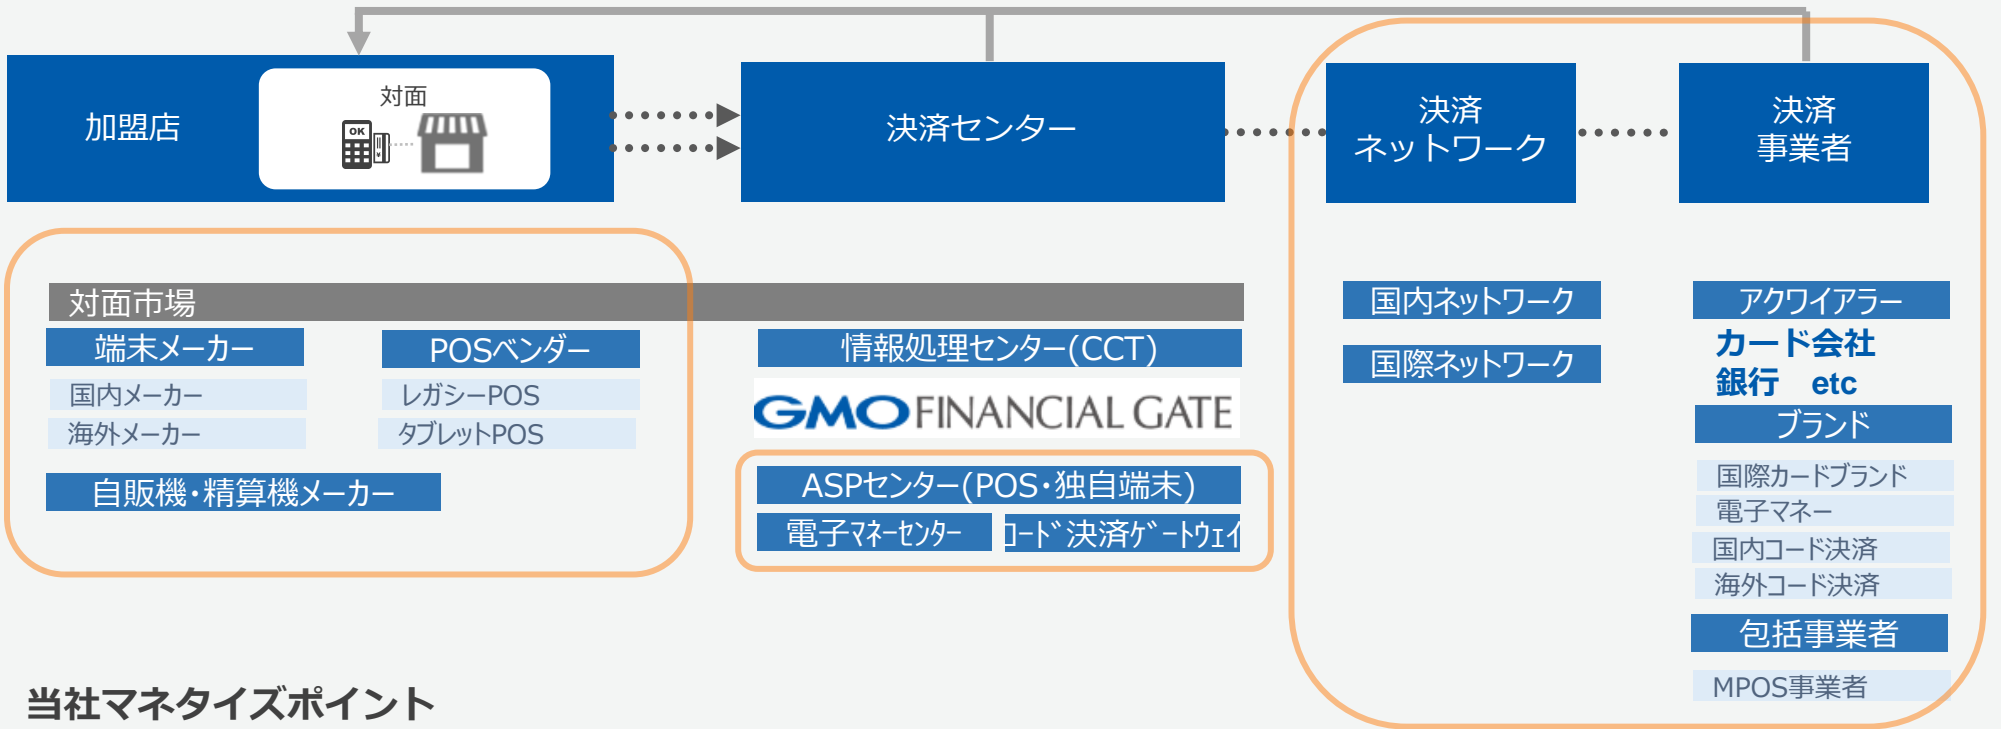 加盟店
対面
OK
決済センター
決済
ネットワーク
決済
事業者
対面市場
端末メーカー
国内メーカー
海外メーカー
自販機・精算機メーカー
POSベンダー
レガシーPOS
タブレットPOS
情報処理センター(CCT)
GMO FINANCIAL GATE
ASPセンター(POS・独自端末)
電子マネーセンター
コード決済ゲートウェイ
国内ネットワーク
国際ネットワーク
アクワイアラー
カード会社
銀行　etc
ブランド
国際カードブランド
電子マネー
国内コード決済
海外コード決済
包括事業者
MPOS事業者
当社マネタイズポイント